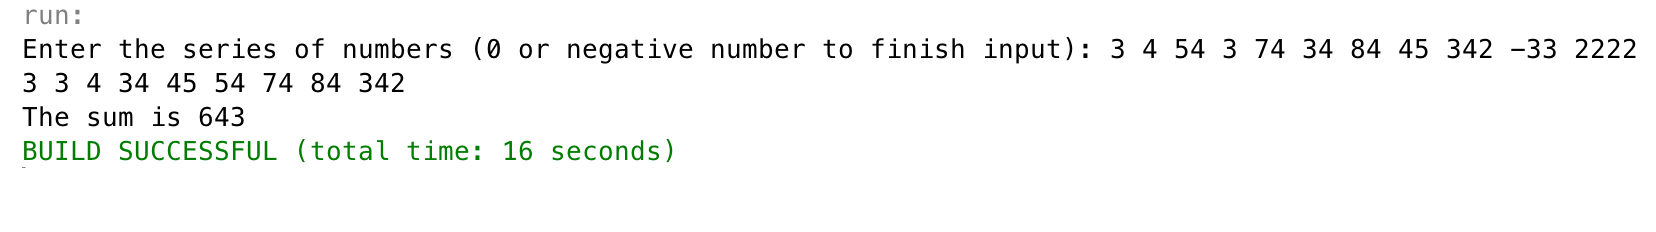 run:
Enter the series of numbers (0 or negative number to finish input): 3 4 54 3 74 34 84 45 342 -33 2222
3 3 4 34 45 54 74 84 342
The sum is 643
BUILD SUCCESSFUL (total time: 16 seconds)